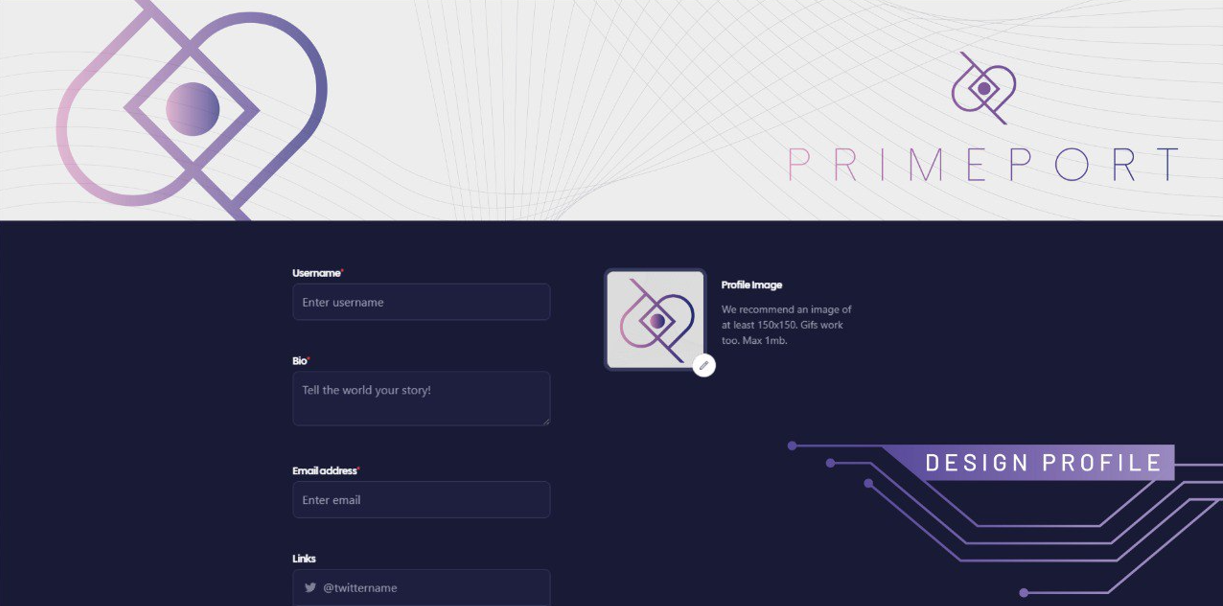 PRIMEPORT
Username*
Enter username
Profile Image
We recommend an image of
at least 150x150. Gifs work
too. Max 1mb.
Bio*
Tell the world your story!
DESIGN PROFILE
Email address*
Enter email
Links
@twittername